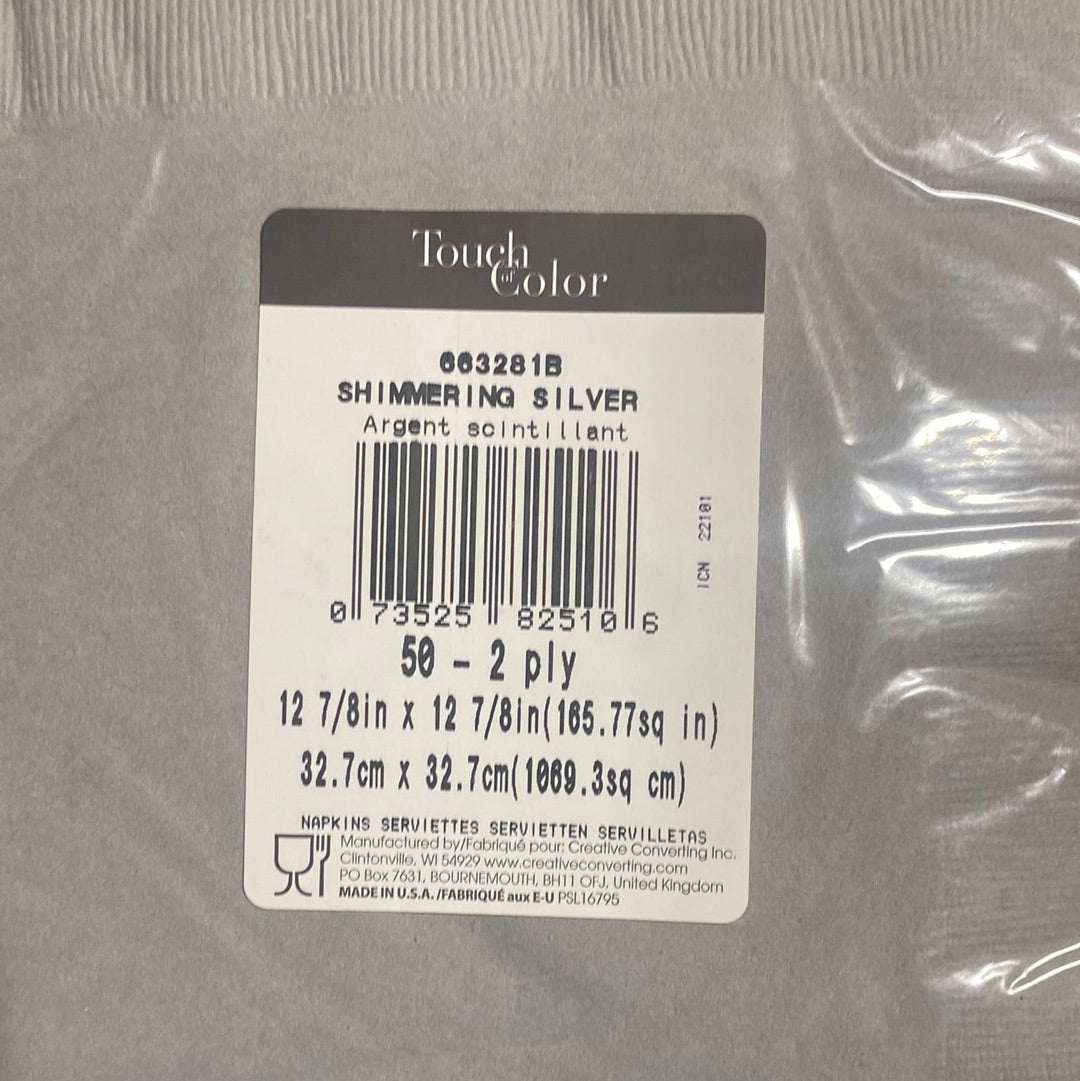 Touch
of
Color
663281B
SHIMMERING SILVER
Argent scintillant
ICN 22101
0 73525 82510 6
50 - 2 ply
12 7/8in x 12 7/8in(165.77sq in)
32.7cm x 32.7cm(1069.3sq cm)
NAPKINS SERVIETTES SERVIETTEN SERVILLETAS
Manufactured by/Fabriqué pour: Creative Converting Inc.
Clintonville, WI 54929 www.creativeconverting.com
PO Box 7631, BOURNEMOUTH, BH11 OFJ, United Kingdom
MADE IN U.S.A. /FABRIQUÉ aux E-U PSL16795